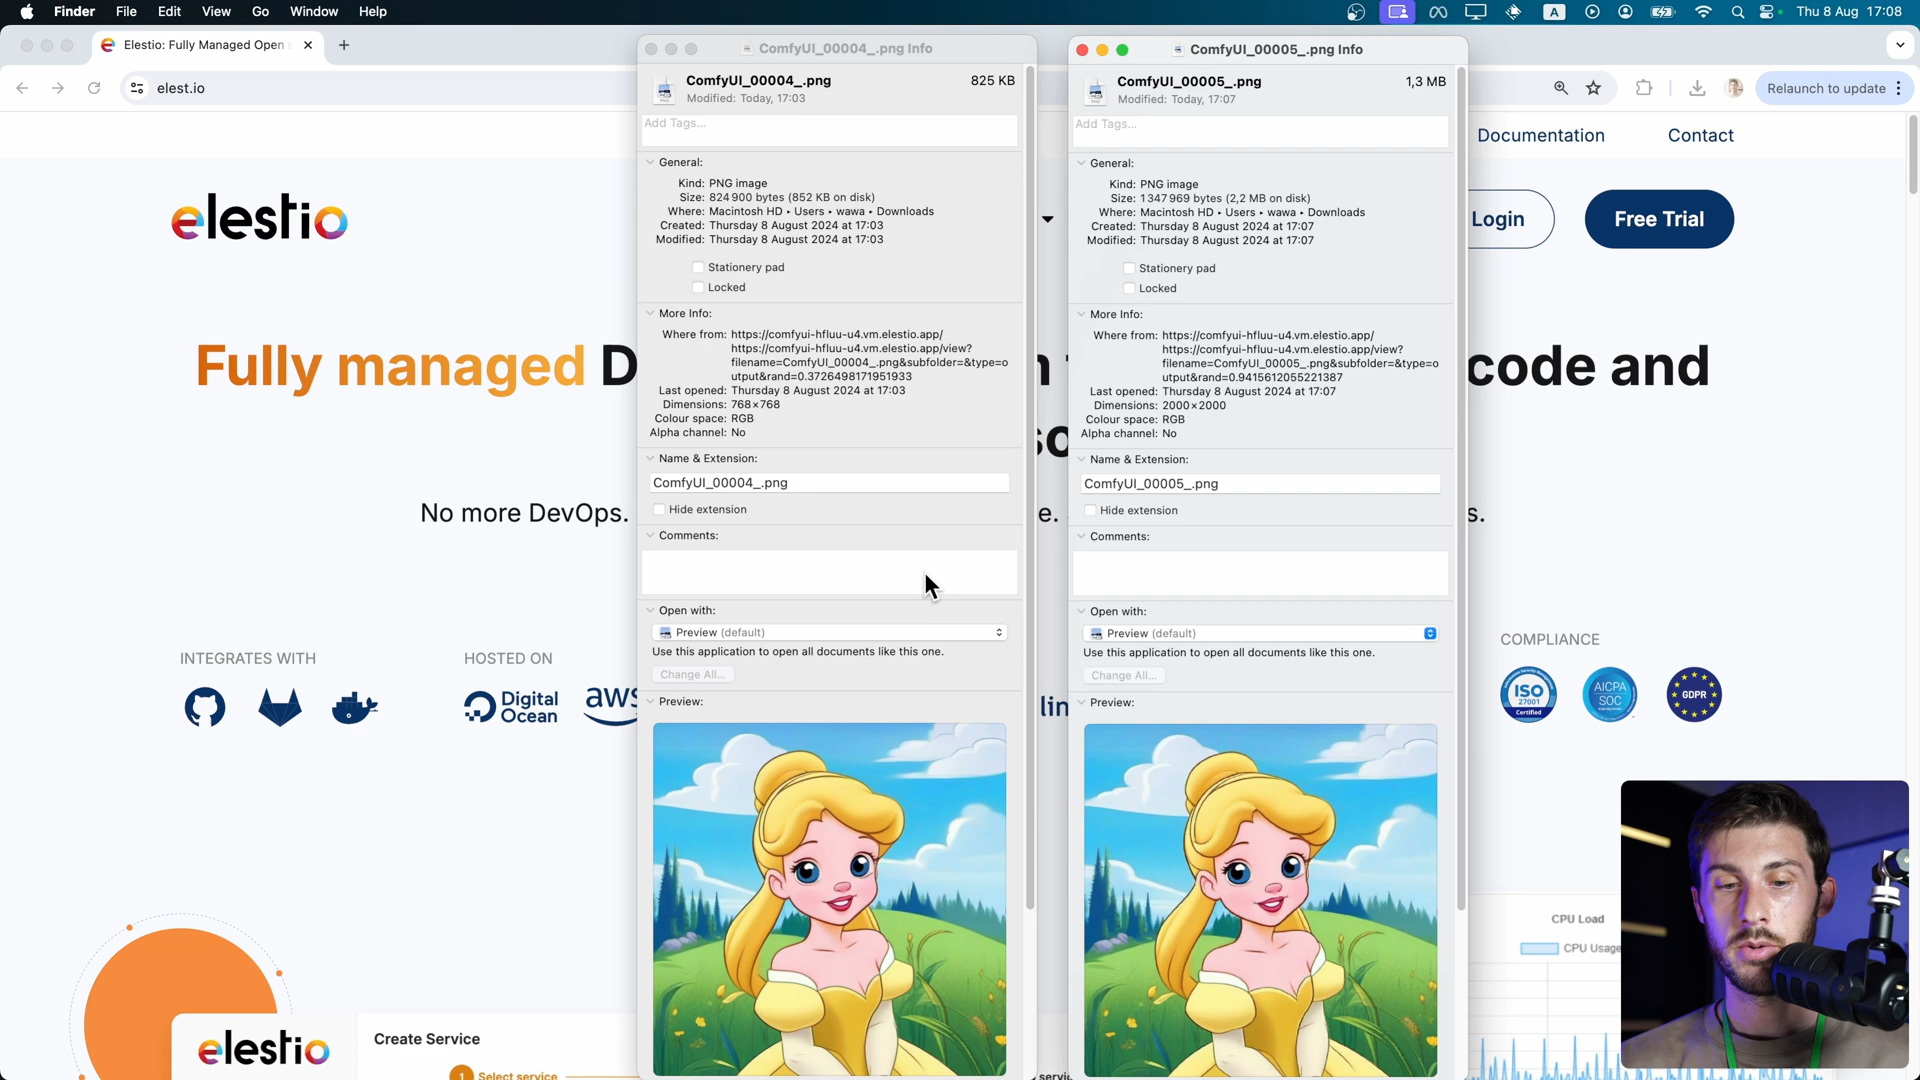 Finder File Edit View Go Window Help
A
Thu 8 Aug 17:08
Elestio: Fully Managed Open
elest.io
Relaunch to update
Documentation
Contact
elestio
Login
Free Trial
Fully managed D
code and
so
No more DevOps.
e.
s.
INTEGRATES WITH
HOSTED ON
Digital
Ocean
aws
lin
COMPLIANCE
ISO
27001
Certified
AICPA
SOC
GDPR
CPU Load
CPU Usage
elestio
Create Service
1 Select service
servic
ComfyUI_00004_.png Info
ComfyUI_00004_.png
825 KB
Modified: Today, 17:03
Add Tags...
General:
Kind: PNG image
Size: 824 900 bytes (852 KB on disk)
Where: Macintosh HD ▸ Users ▸ wawa ▸ Downloads
Created: Thursday 8 August 2024 at 17:03
Modified: Thursday 8 August 2024 at 17:03
Stationery pad
Locked
More Info:
Where from: https://comfyui-hfluu-u4.vm.elestio.app/
https://comfyui-hfluu-u4.vm.elestio.app/view?
filename=ComfyUI_00004_.png&subfolder=&type=o
utput&rand=0.3726498171951933
Last opened: Thursday 8 August 2024 at 17:03
Dimensions: 768×768
Colour space: RGB
Alpha channel: No
Name & Extension:
ComfyUI_00004_.png
Hide extension
Comments:
Open with:
Preview (default)
Use this application to open all documents like this one.
Change All...
Preview:
ComfyUI_00005_.png Info
ComfyUI_00005_.png
1,3 MB
Modified: Today, 17:07
Add Tags...
General:
Kind: PNG image
Size: 1 347 969 bytes (2,2 MB on disk)
Where: Macintosh HD ▸ Users ▸ wawa ▸ Downloads
Created: Thursday 8 August 2024 at 17:07
Modified: Thursday 8 August 2024 at 17:07
Stationery pad
Locked
More Info:
Where from: https://comfyui-hfluu-u4.vm.elestio.app/
https://comfyui-hfluu-u4.vm.elestio.app/view?
filename=ComfyUI_00005_.png&subfolder=&type=o
utput&rand=0.9415612055221387
Last opened: Thursday 8 August 2024 at 17:07
Dimensions: 2000×2000
Colour space: RGB
Alpha channel: No
Name & Extension:
ComfyUI_00005_.png
Hide extension
Comments:
Open with:
Preview (default)
Use this application to open all documents like this one.
Change All...
Preview: